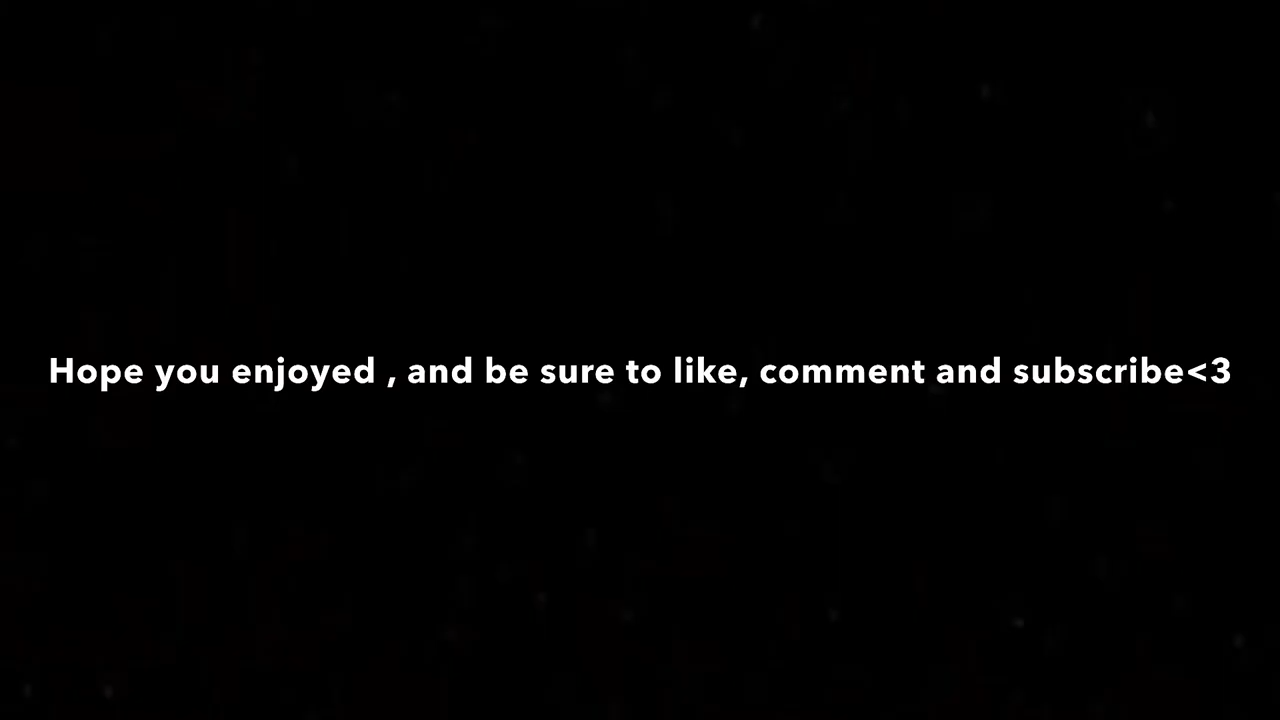 Hope you enjoyed , and be sure to like, comment and subscribe<3